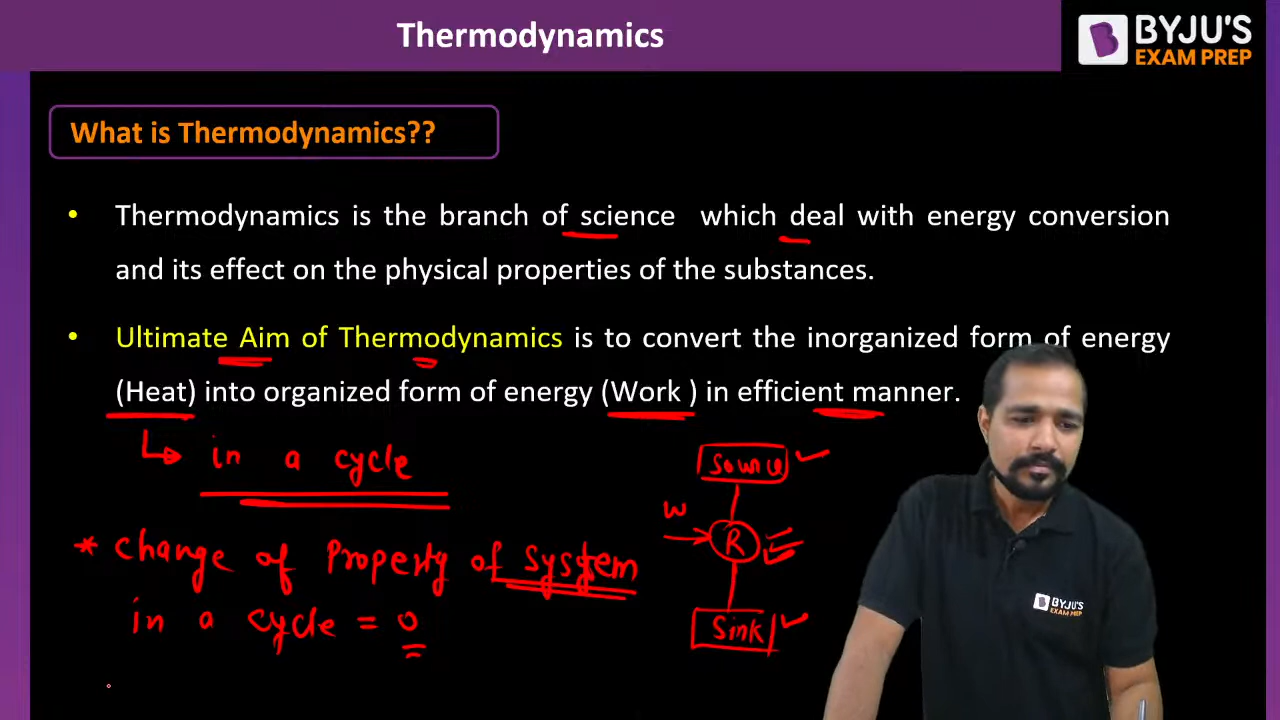 Thermodynamics
BYJU'S
EXAM PREP
What is Thermodynamics??
• Thermodynamics is the branch of science which deal with energy conversion
and its effect on the physical properties of the substances.
• Ultimate Aim of Thermodynamics is to convert the inorganized form of energy
(Heat) into organized form of energy (Work ) in efficient manner.
in a cycle
Source
W
R
* Change of Property of System
in a cycle = 0
Sink
BYJU'S
EXAM PREP